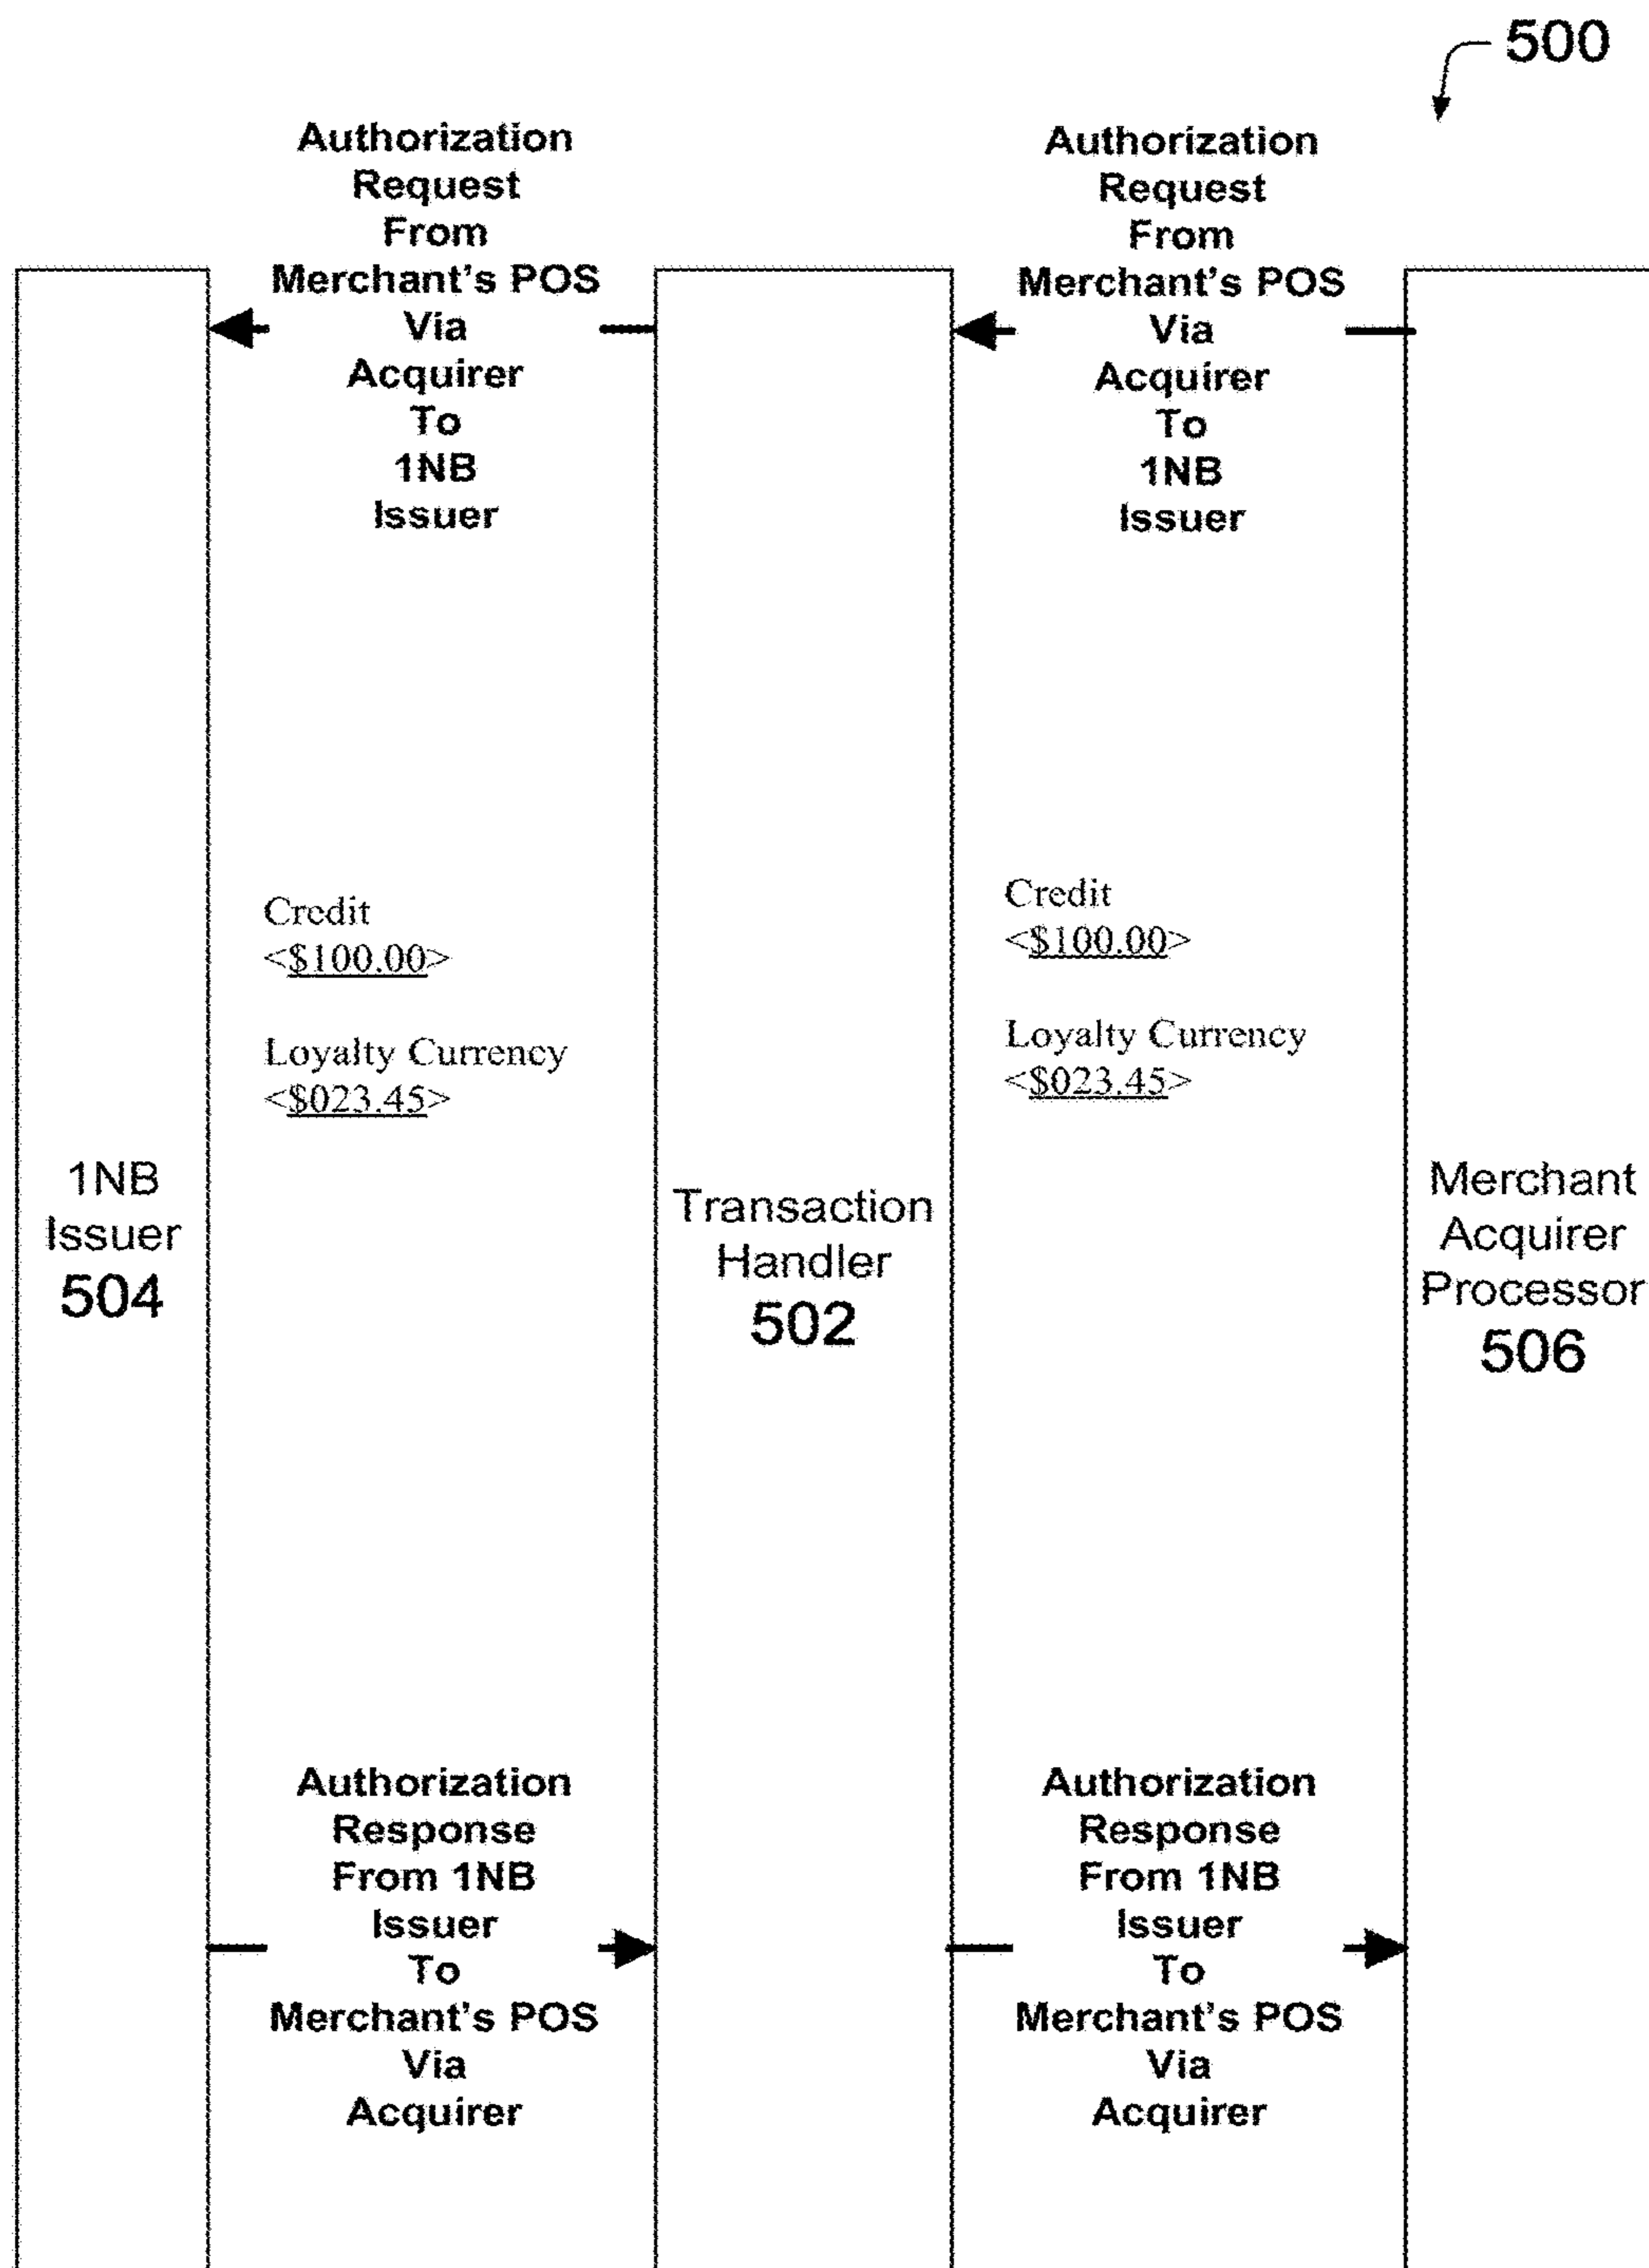 500
Authorization
Request
From
Merchant's POS
Via
Acquirer
To
1NB
Issuer
Authorization
Request
From
Merchant's POS
Via
Acquirer
To
1NB
Issuer
Credit
<$100.00>
Loyalty Currency
<$023.45>
Credit
<$100.00>
Loyalty Currency
<$023.45>
1NB
Issuer
504
Transaction
Handler
502
Merchant
Acquirer
Processor
506
Authorization
Response
From 1NB
Issuer
To
Merchant's POS
Via
Acquirer
Authorization
Response
From 1NB
Issuer
To
Merchant's POS
Via
Acquirer